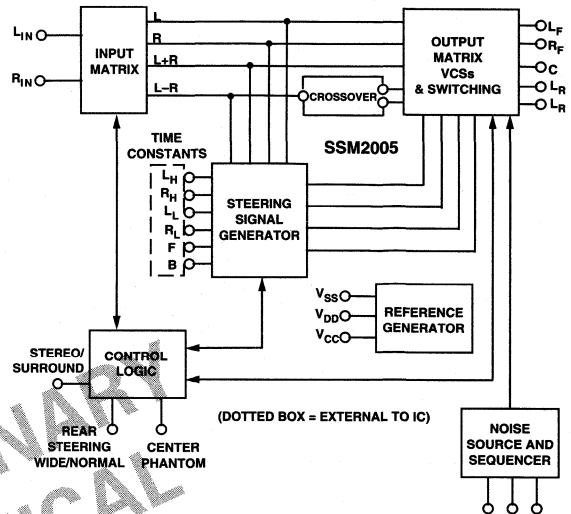 L
LIN
RIN
INPUT
MATRIX
R
L+R
L–R
CROSSOVER
OUTPUT
MATRIX
VCSs
& SWITCHING
LF
RF
C
LR
LR
SSM2005
TIME
CONSTANTS
LH
RH
LL
RL
F
B
STEERING
SIGNAL
GENERATOR
VSS
VDD
VCC
REFERENCE
GENERATOR
STEREO/
SURROUND
CONTROL
LOGIC
REAR
STEERING
WIDE/NORMAL
CENTER
PHANTOM
(DOTTED BOX = EXTERNAL TO IC)
NOISE
SOURCE AND
SEQUENCER
NARY
ICAL